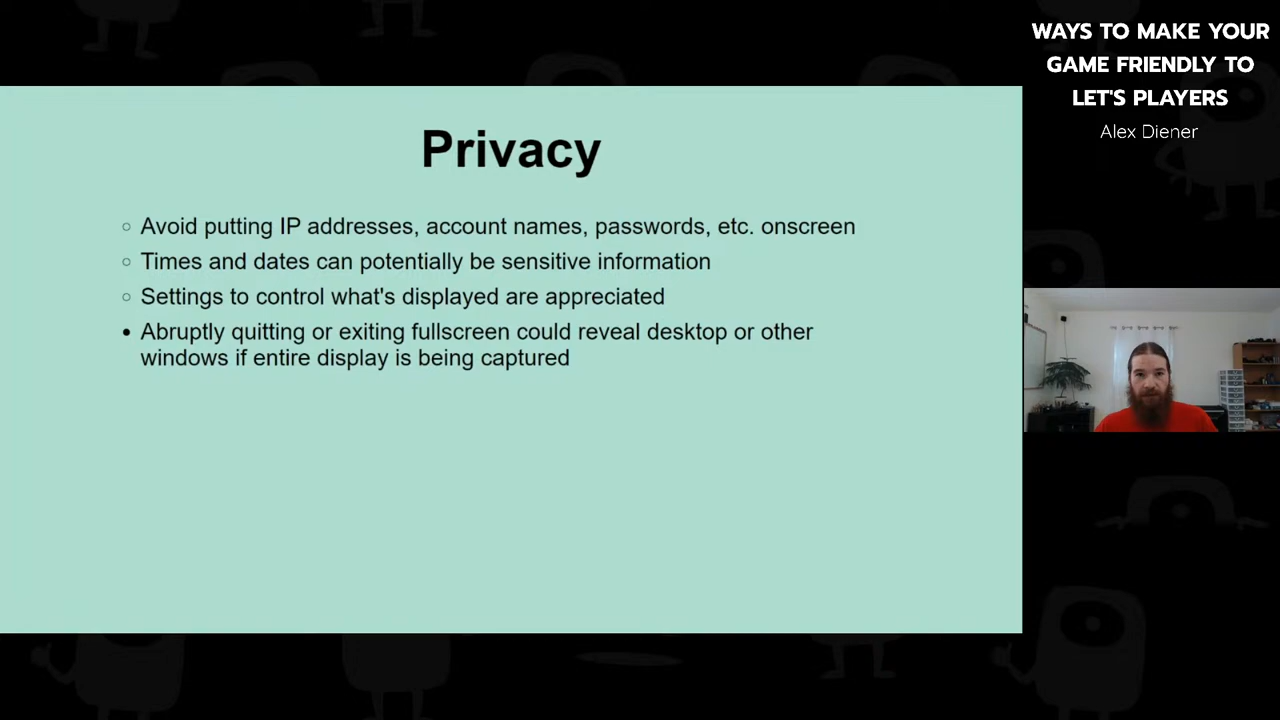 WAYS TO MAKE YOUR
GAME FRIENDLY TO
LET'S PLAYERS
Alex Diener
Privacy
Avoid putting IP addresses, account names, passwords, etc. onscreen
Times and dates can potentially be sensitive information
Settings to control what's displayed are appreciated
Abruptly quitting or exiting fullscreen could reveal desktop or other
windows if entire display is being captured